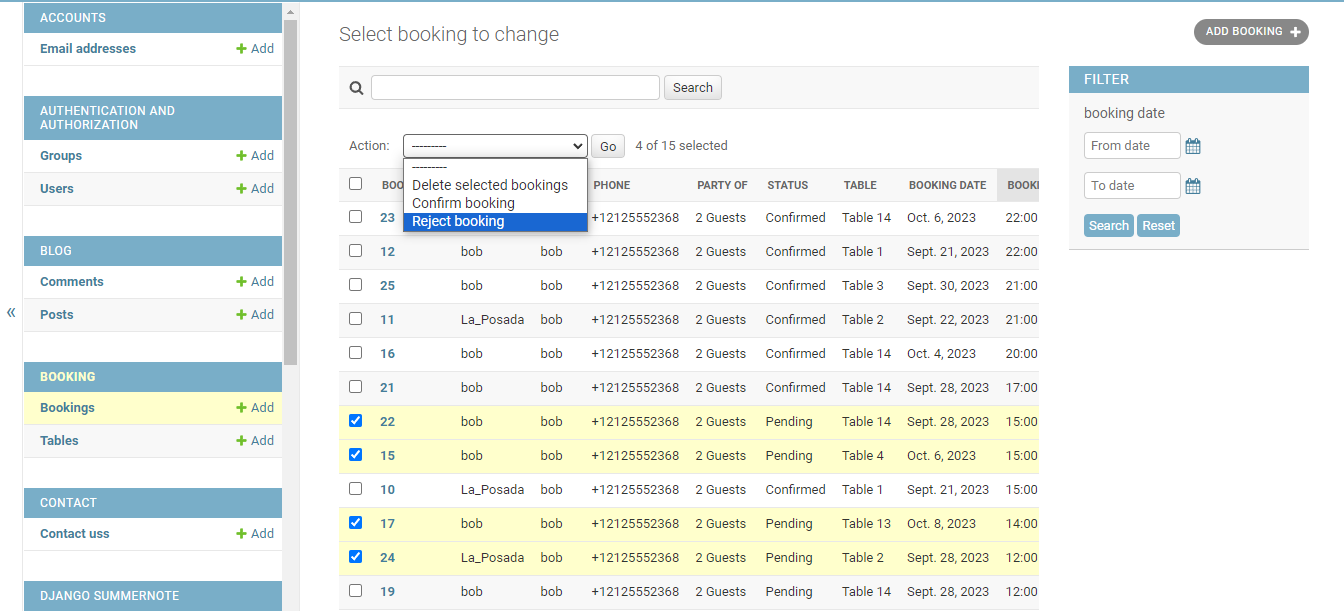 ACCOUNTS
Email addresses + Add
AUTHENTICATION AND
AUTHORIZATION
Groups + Add
Users + Add
BLOG
Comments + Add
Posts + Add
«
BOOKING
Bookings + Add
Tables + Add
CONTACT
Contact uss + Add
DJANGO SUMMERNOTE
Select booking to change
ADD BOOKING +
Search
Action: --------- Go 4 of 15 selected
---------
Delete selected bookings
Confirm booking
Reject booking
BOO PHONE PARTY OF STATUS TABLE BOOKING DATE BOOKI
23 +12125552368 2 Guests Confirmed Table 14 Oct. 6, 2023 22:00
12 bob bob +12125552368 2 Guests Confirmed Table 1 Sept. 21, 2023 22:00
25 bob bob +12125552368 2 Guests Confirmed Table 3 Sept. 30, 2023 21:00
11 La_Posada bob +12125552368 2 Guests Confirmed Table 2 Sept. 22, 2023 21:00
16 bob bob +12125552368 2 Guests Confirmed Table 14 Oct. 4, 2023 20:00
21 bob bob +12125552368 2 Guests Confirmed Table 14 Sept. 28, 2023 17:00
22 bob bob +12125552368 2 Guests Pending Table 14 Sept. 28, 2023 15:00
15 bob bob +12125552368 2 Guests Pending Table 4 Oct. 6, 2023 15:00
10 La_Posada bob +12125552368 2 Guests Confirmed Table 1 Sept. 21, 2023 15:00
17 bob bob +12125552368 2 Guests Pending Table 13 Oct. 8, 2023 14:00
24 La_Posada bob +12125552368 2 Guests Pending Table 2 Sept. 28, 2023 12:00
19 bob bob +12125552368 2 Guests Pending Table 14 Sept. 28, 2023 12:00
FILTER
booking date
From date
To date
Search Reset